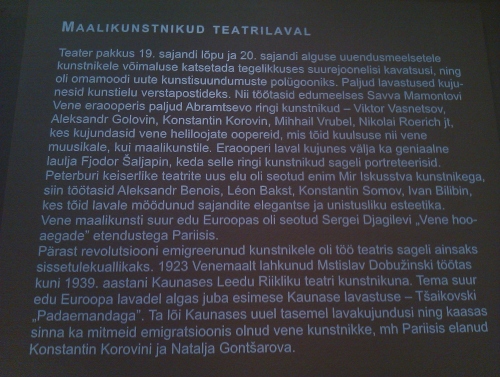 MAALIKUNSTNIKUD TEATRILAVAL
Teater pakkus 19. sajandi lõpu ja 20. sajandi alguse uuendusmeelsetele
kunstnikele võimaluse katsetada tegelikkuses suurejoonelisi kavatsusi, ning
oli omamoodi uute kunstisuundumuste polügooniks. Paljud lavastused kuju-
nesid kunstielu verstapostideks. Nii töötasid edumeelses Savva Mamontovi
Vene eraooperis paljud Abramtsevo ringi kunstnikud – Viktor Vasnetsov,
Aleksandr Golovin, Konstantin Korovin, Mihhail Vrubel, Nikolai Roerich jt,
kes kujundasid vene heliloojate oopereid, mis tõid kuulsuse nii vene
muusikale, kui maalikunstile. Eraooperi laval kujunes välja ka geniaalne
laulja Fjodor Šaljapin, keda selle ringi kunstnikud sageli portreteerisid.
Peterburi keiserlike teatrite uus elu oli seotud enim Mir Iskusstva kunstnikega,
siin töötasid Aleksandr Benois, Léon Bakst, Konstantin Somov, Ivan Bilibin,
kes tõid lavale möödunud sajandite elegantse ja unistusliku esteetika.
Vene maalikunsti suur edu Euroopas oli seotud Sergei Djagilevi „Vene hoo-
aegade” etendustega Pariisis.
Pärast revolutsiooni emigreerunud kunstnikele oli töö teatris sageli ainsaks
sissetulekuallikaks. 1923 Venemaalt lahkunud Mstislav Dobužinski töötas
kuni 1939. aastani Kaunases Leedu Riikliku teatri kunstnikuna. Tema suur
edu Euroopa lavadel algas juba esimese Kaunase lavastuse – Tšaikovski
„Padaemandaga”. Ta lõi Kaunases uuel tasemel lavakujundusi ning kaasas
sinna ka mitmeid emigratsioonis olnud vene kunstnikke, mh Pariisis elanud
Konstantin Korovini ja Natalja Gontšarova.